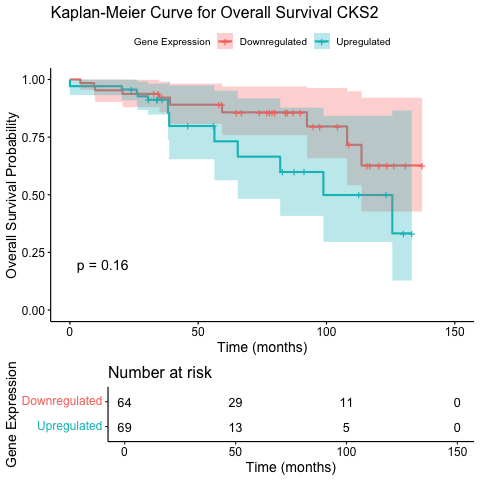 Kaplan-Meier Curve for Overall Survival CKS2
Gene Expression Downregulated Upregulated
Overall Survival Probability
1.00
0.75
0.50
0.25
0.00
p = 0.16
0 50 100 150
Time (months)
Number at risk
Gene Expression
Downregulated 64 29 11 0
Upregulated 69 13 5 0
0 50 100 150
Time (months)